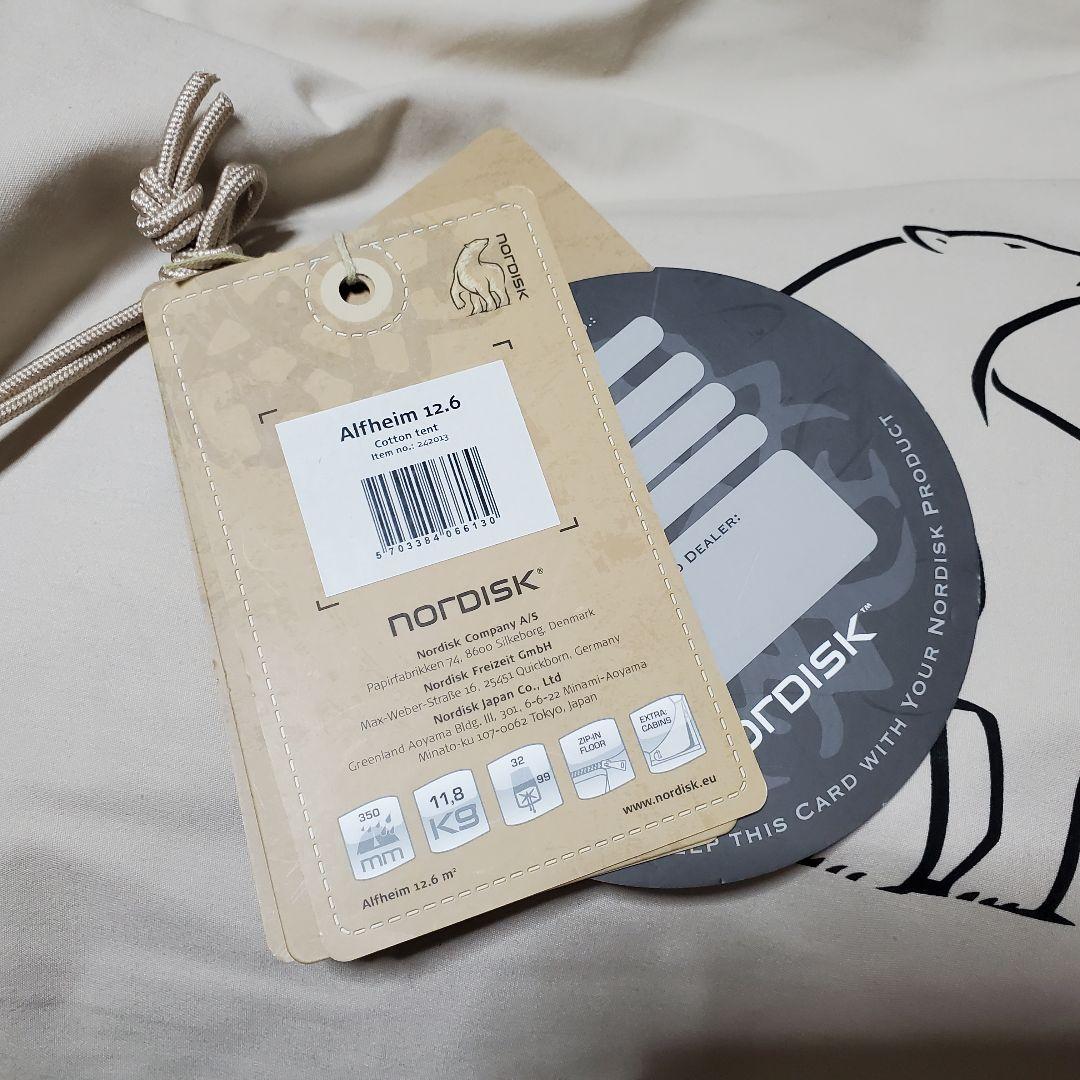 NORDISK
Alfheim 12.6
Cotton tent
Item no.: 242013
5 703384 066130
NORDISK®
Nordisk Company A/S
Papirfabrikken 74, 8600 Silkeborg, Denmark
Nordisk Freizeit GmbH
Max-Weber-Straße 16, 25451 Quickborn, Germany
Nordisk Japan Co., Ltd
Greenland Aoyama Bldg, III, 301, 6-6-22 Minami-Aoyama
Minato-ku 107-0062 Tokyo, Japan
350
mm
11,8
KG
32
99
ZIP-IN
FLOOR
EXTRA:
CABINS
www.nordisk.eu
Alfheim 12.6 m²
DEALER:
ORDISK™
THIS CARD WITH YOUR NORDISK PRODUCT